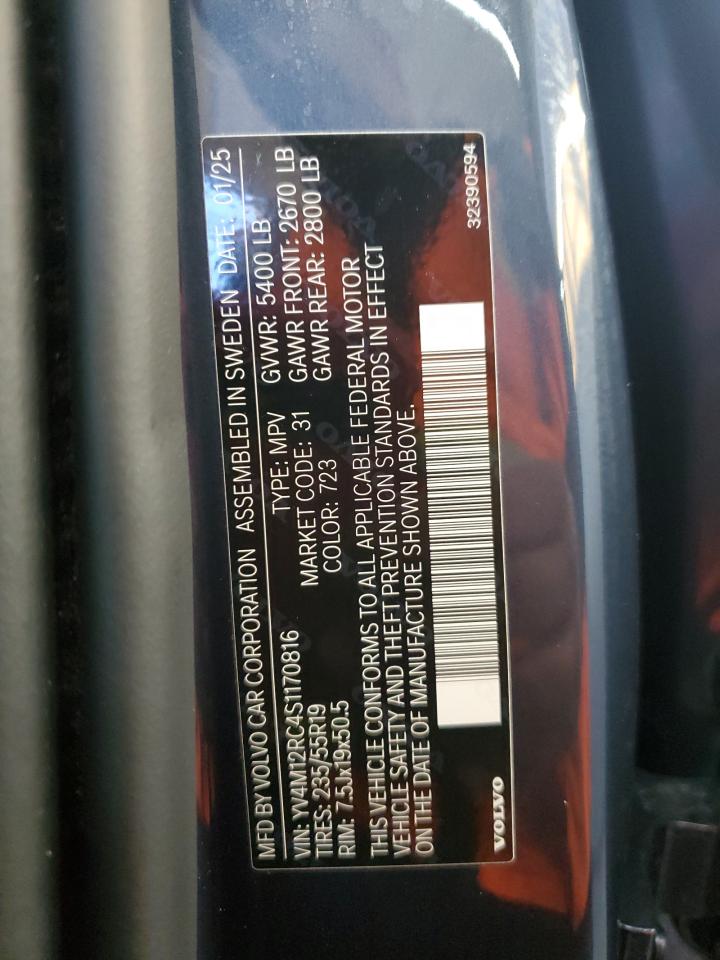 MFD BY VOLVO CAR CORPORATION ASSEMBLED IN SWEDEN DATE: 01/25
VIN: YV4M12RC4S1170816 TYPE: MPV GVWR: 5400 LB
TIRES: 235/55R19 MARKET CODE: 31 GAWR FRONT: 2670 LB
RIM: 7.5Jx19x50.5 COLOR: 723 GAWR REAR: 2800 LB
THIS VEHICLE CONFORMS TO ALL APPLICABLE FEDERAL MOTOR
VEHICLE SAFETY AND THEFT PREVENTION STANDARDS IN EFFECT
ON THE DATE OF MANUFACTURE SHOWN ABOVE.
VOLVO 32390594